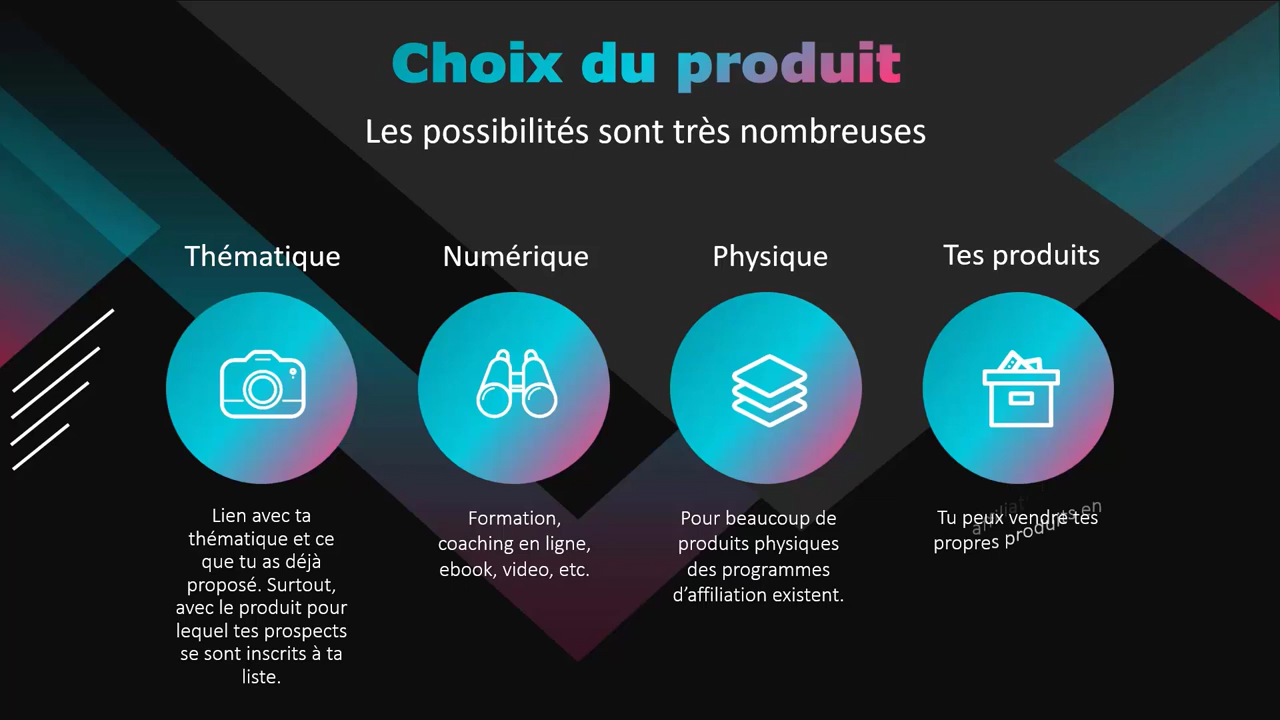 Choix du produit
Les possibilités sont très nombreuses
Thématique
Lien avec ta
thématique et ce
que tu as déjà
proposé. Surtout,
avec le produit pour
lequel tes prospects
se sont inscrits à ta
liste.
Numérique
Formation,
coaching en ligne,
ebook, video, etc.
Physique
Pour beaucoup de
produits physiques
des programmes
d’affiliation existent.
Tes produits
Tu peux vendre tes
propres produits en